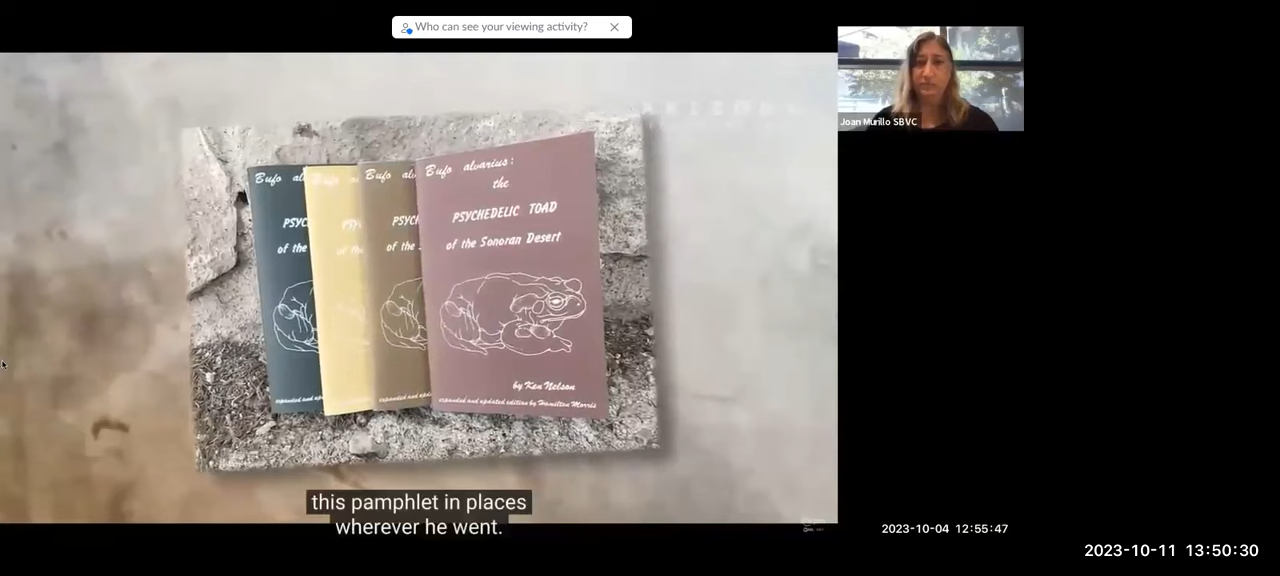 Who can see your viewing activity?
Joan Murillo SBVC
Bufo al
PSYC
of the
Bufo al
PSYC
of the
Bufo alvarius:
the
PSYCHEDELIC TOAD
of the Sonoran Desert
by Ken Nelson
expanded and updated edition by Hamilton Morris
this pamphlet in places
wherever he went.
2023-10-04 12:55:47
2023-10-11 13:50:30